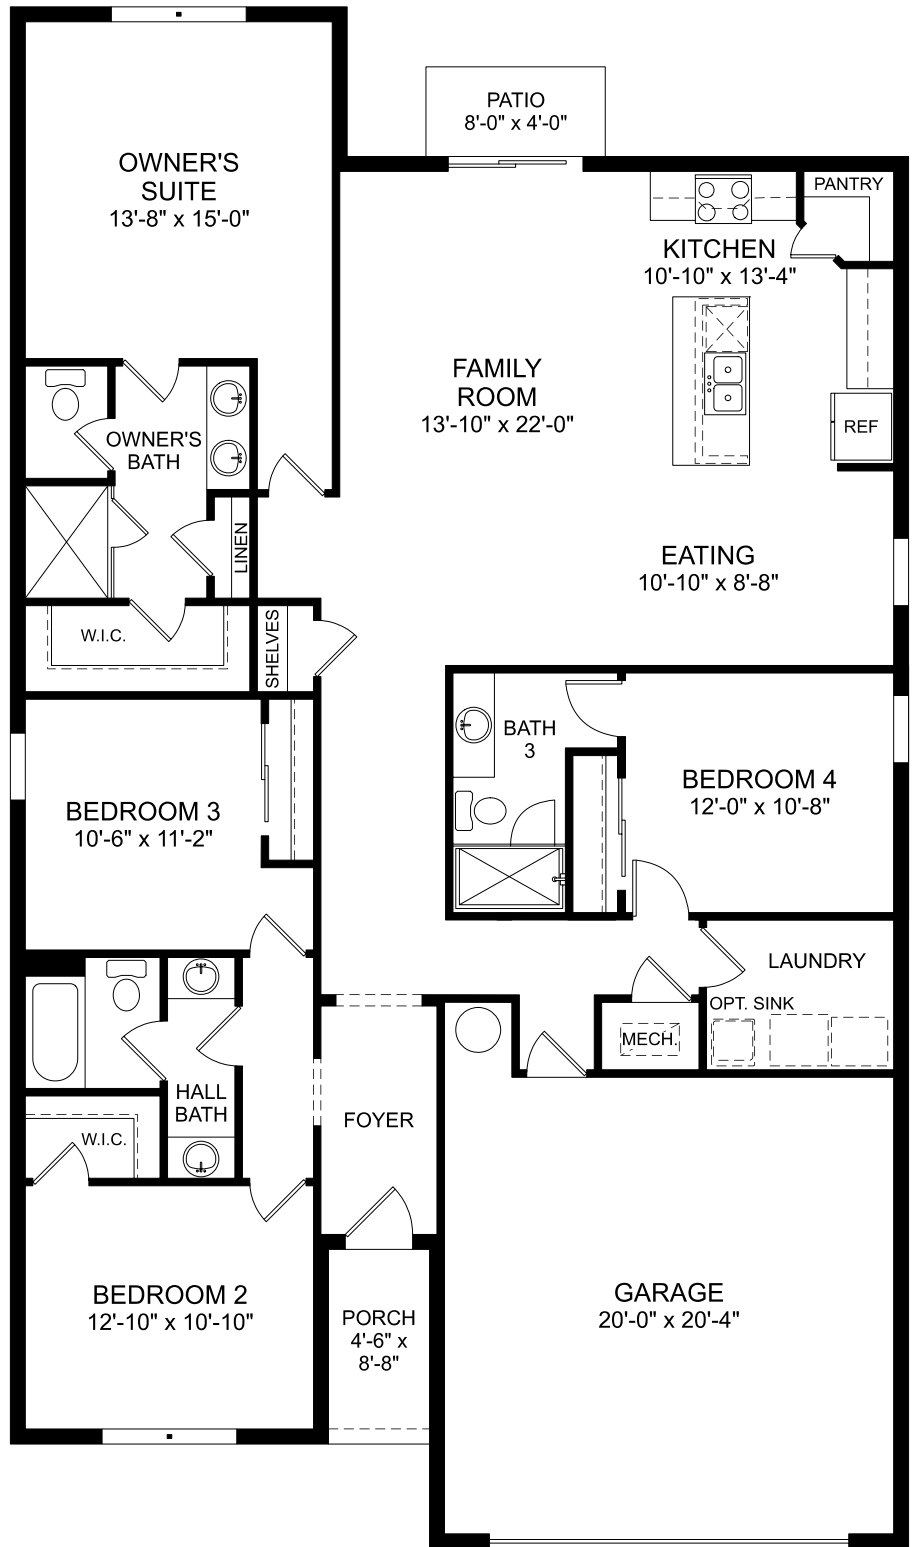 PATIO
8'-0" x 4'-0"
OWNER'S
SUITE
13'-8" x 15'-0"
PANTRY
KITCHEN
10'-10" x 13'-4"
FAMILY
ROOM
13'-10" x 22'-0"
REF
OWNER'S
BATH
LINEN
EATING
10'-10" x 8'-8"
W.I.C.
SHELVES
BATH
3
BEDROOM 4
12'-0" x 10'-8"
BEDROOM 3
10'-6" x 11'-2"
LAUNDRY
OPT. SINK
MECH.
HALL
BATH
FOYER
W.I.C.
BEDROOM 2
12'-10" x 10'-10"
PORCH
4'-6" x
8'-8"
GARAGE
20'-0" x 20'-4"